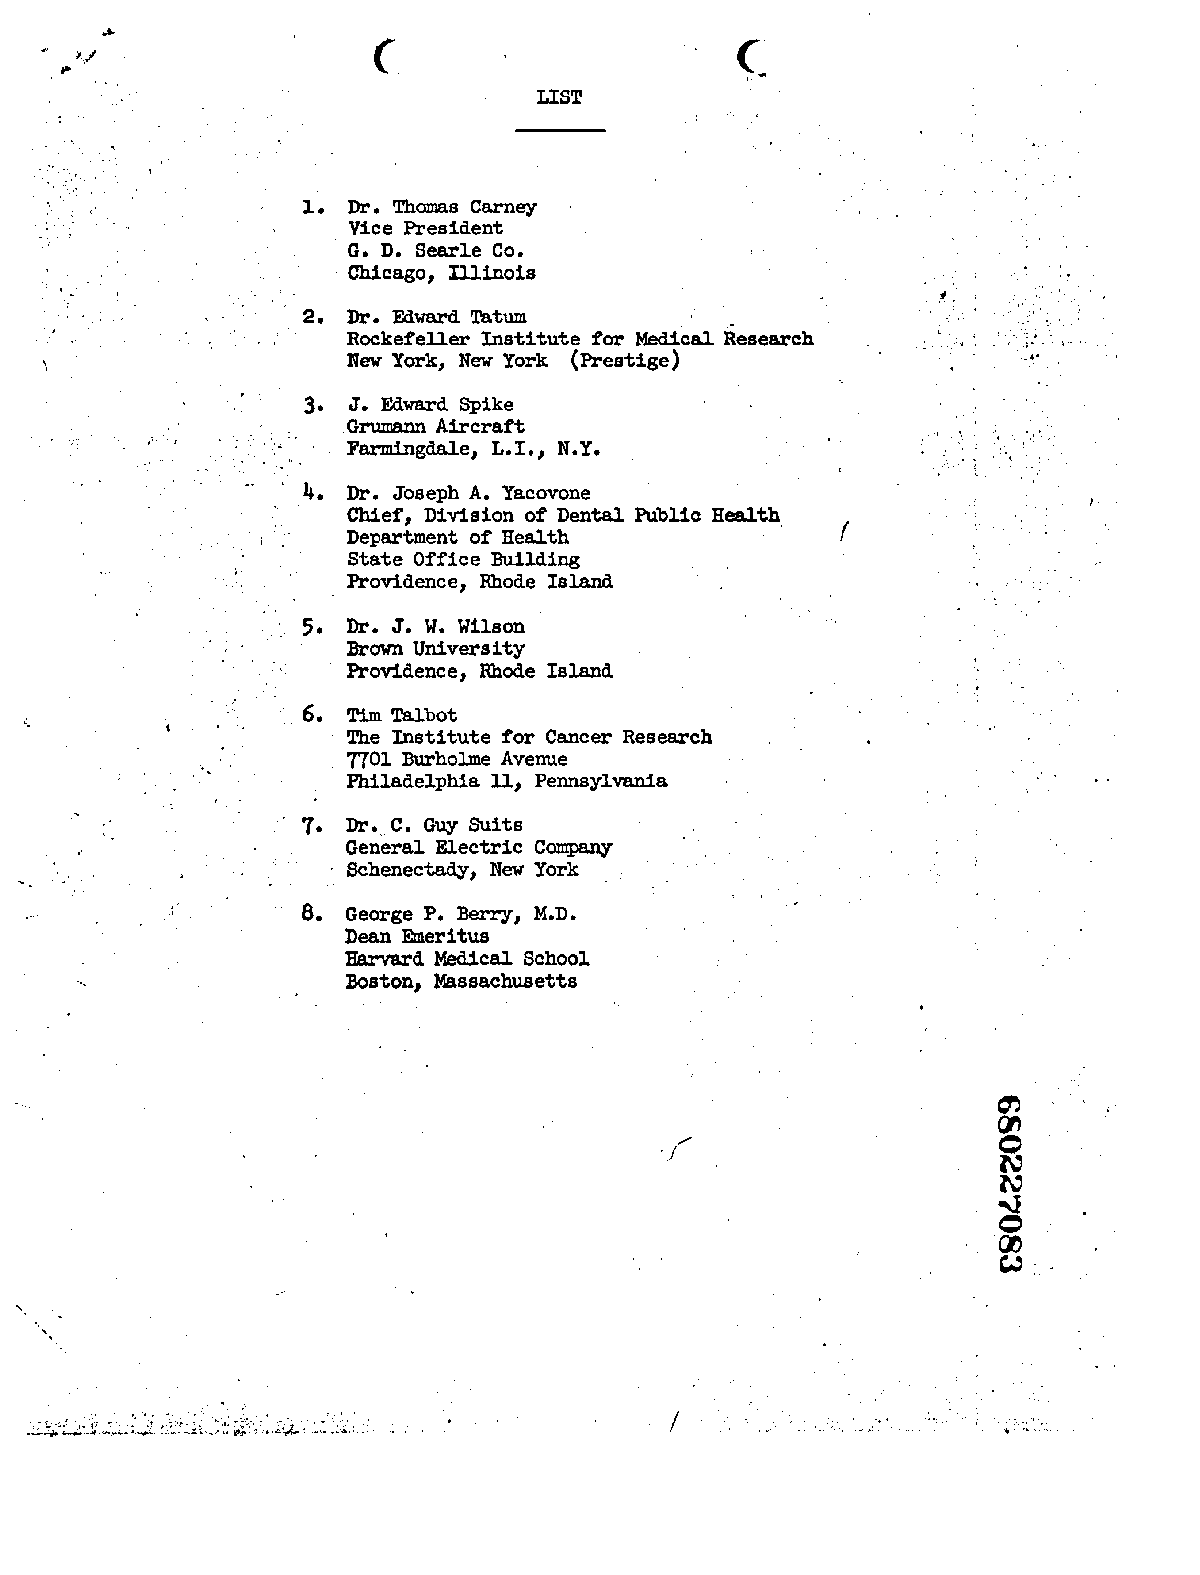 LIST
1. Dr. Thomas Carney
Vice President
G. D. Searle Co.
Chicago, Illinois
2. Dr. Edward Tatum
Rockefeller Institute for Medical Research
New York, New York (Prestige)
3. J. Edward Spike
Grumann Aircraft
Farmingdale, L.I., N.Y.
4. Dr. Joseph A. Yacovone
Chief, Division of Dental Public Health
Department of Health
State Office Building
Providence, Rhode Island
5. Dr. J. W. Wilson
Brown University
Providence, Rhode Island
6. Tim Talbot
The Institute for Cancer Research
7701 Burholme Avenue
Philadelphia 11, Pennsylvania
7. Dr. C. Guy Suits
General Electric Company
Schenectady, New York
8. George P. Berry, M.D.
Dean Emeritus
Harvard Medical School
Boston, Massachusetts
680227083